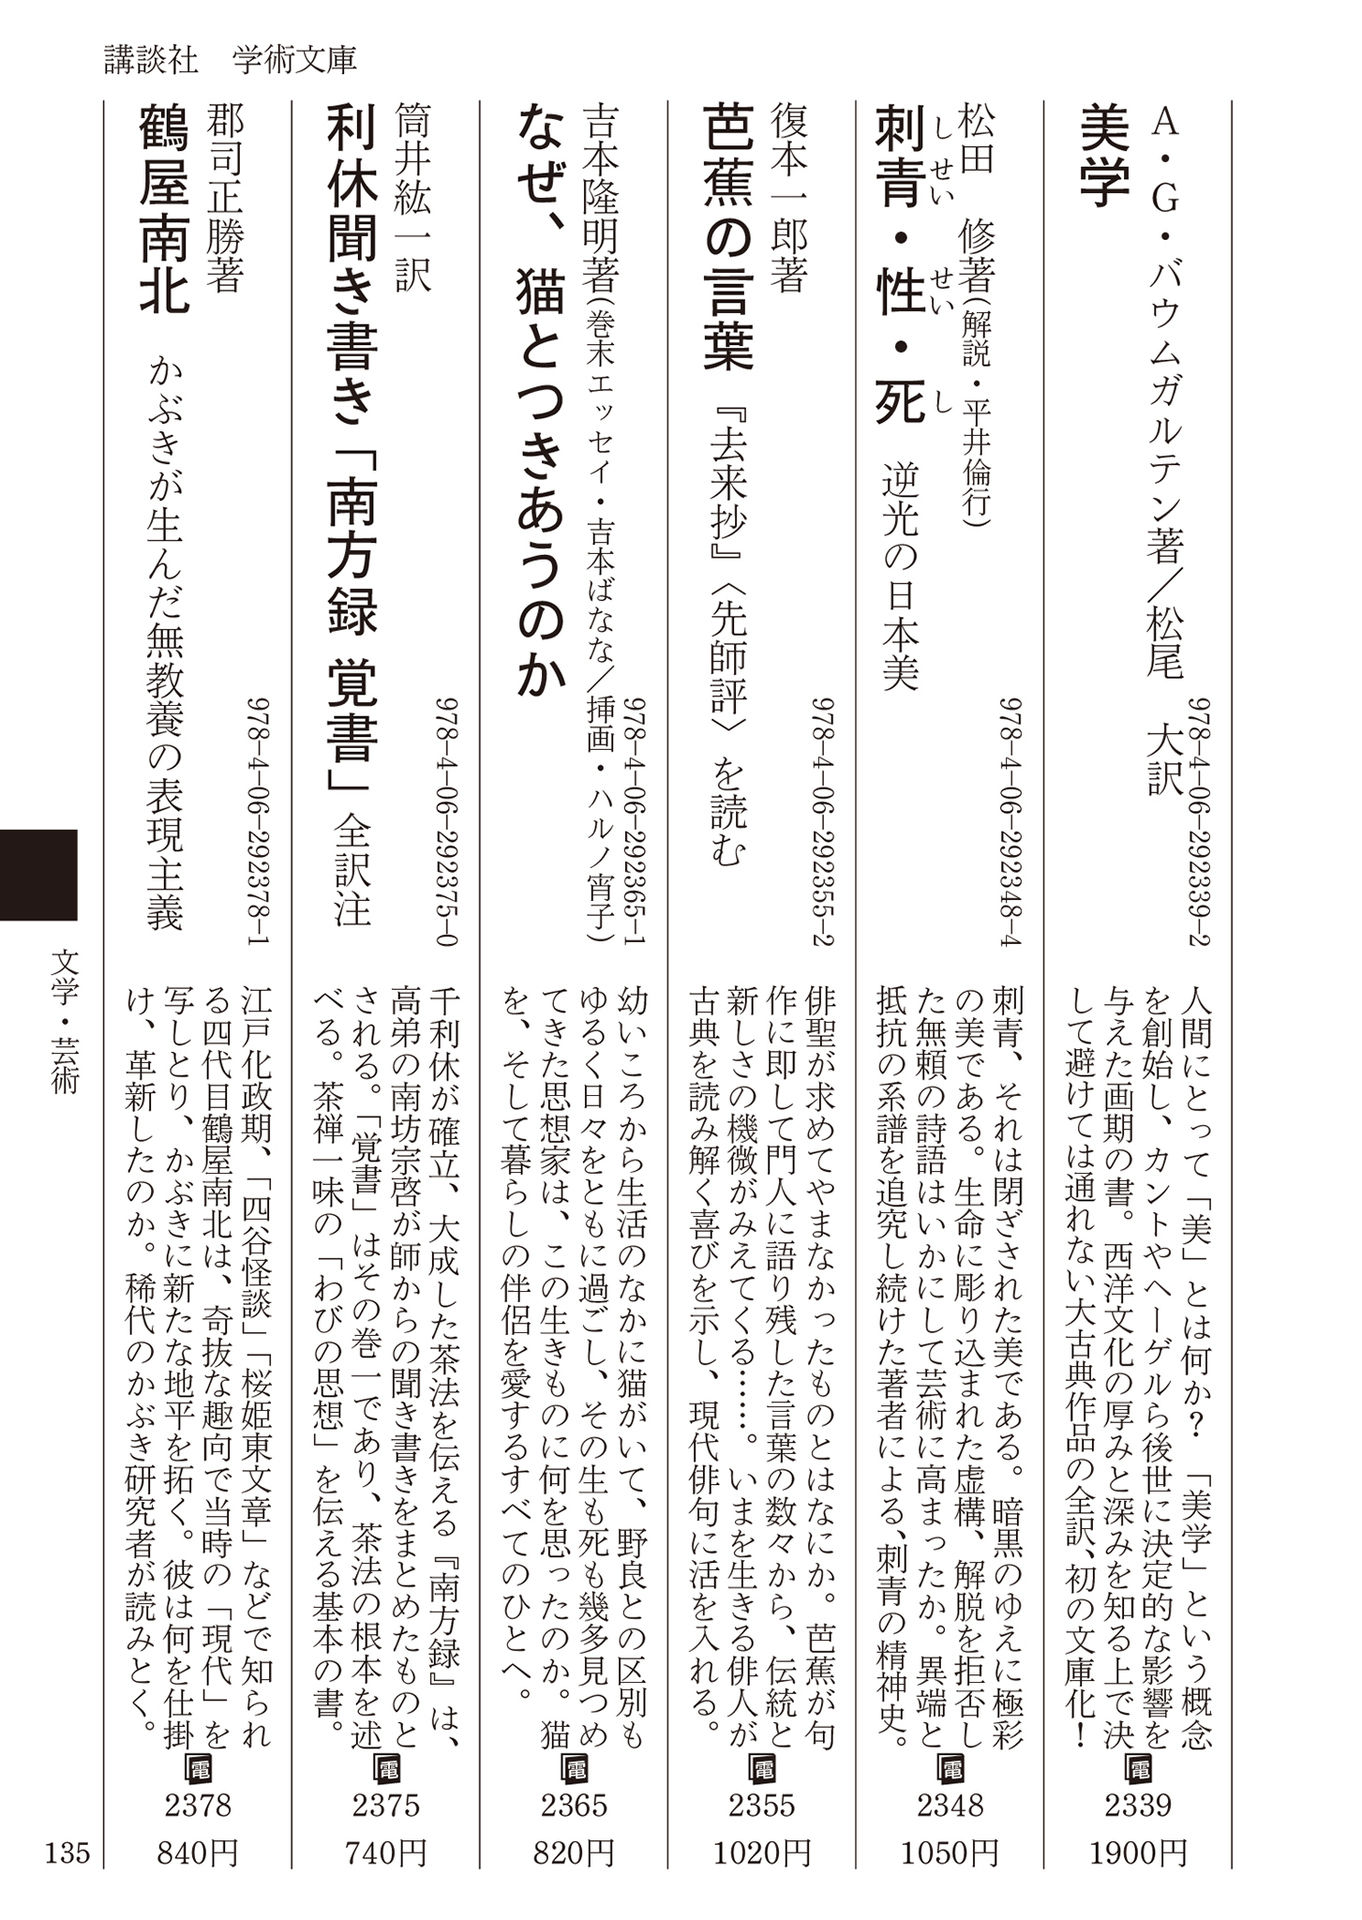 講談社　学術文庫
A・G・バウムガルテン著／松尾　大訳
美学
978-4-06-292339-2
人間にとって「美」とは何か？　「美学」という概念
を創始し、カントやヘーゲルら後世に決定的な影響を
与えた画期の書。西洋文化の厚みと深みを知る上で決
して避けては通れない大古典作品の全訳、初の文庫化！
電
2339
1900円
松田　修著（解説・平井倫行）
刺青・性・死　逆光の日本美
しせい　せい　し
978-4-06-292348-4
刺青、それは閉ざされた美である。暗黒のゆえに極彩
の美である。生命に彫り込まれた虚構、解脱を拒否し
た無頼の詩語はいかにして芸術に高まったか。異端と
抵抗の系譜を追究し続けた著者による、刺青の精神史。
電
2348
1050円
復本一郎著
芭蕉の言葉　『去来抄』〈先師評〉を読む
978-4-06-292355-2
俳聖が求めてやまなかったものとはなにか。芭蕉が句
作に即して門人に語り残した言葉の数々から、伝統と
新しさの機微がみえてくる……。いまを生きる俳人が
古典を読み解く喜びを示し、現代俳句に活を入れる。
電
2355
1020円
吉本隆明著（巻末エッセイ・吉本ばなな／挿画・ハルノ宵子）
なぜ、猫とつきあうのか
978-4-06-292365-1
幼いころから生活のなかに猫がいて、野良との区別も
ゆるく日々をともに過ごし、その生も死も幾多見つめ
てきた思想家は、この生きものに何を思ったのか。猫
を、そして暮らしの伴侶を愛するすべてのひとへ。
電
2365
820円
筒井紘一訳
利休聞き書き「南方録 覚書」　全訳注
978-4-06-292375-0
千利休が確立、大成した茶法を伝える『南方録』は、
高弟の南坊宗啓が師からの聞き書きをまとめたものと
される。「覚書」はその巻一であり、茶法の根本を述
べる。茶禅一味の「わびの思想」を伝える基本の書。
電
2375
740円
郡司正勝著
鶴屋南北　かぶきが生んだ無教養の表現主義
978-4-06-292378-1
江戸化政期、「四谷怪談」「桜姫東文章」などで知られ
る四代目鶴屋南北は、奇抜な趣向で当時の「現代」を
写しとり、かぶきに新たな地平を拓く。彼は何を仕掛
け、革新したのか。稀代のかぶき研究者が読みとく。
電
2378
840円
文学・芸術
135